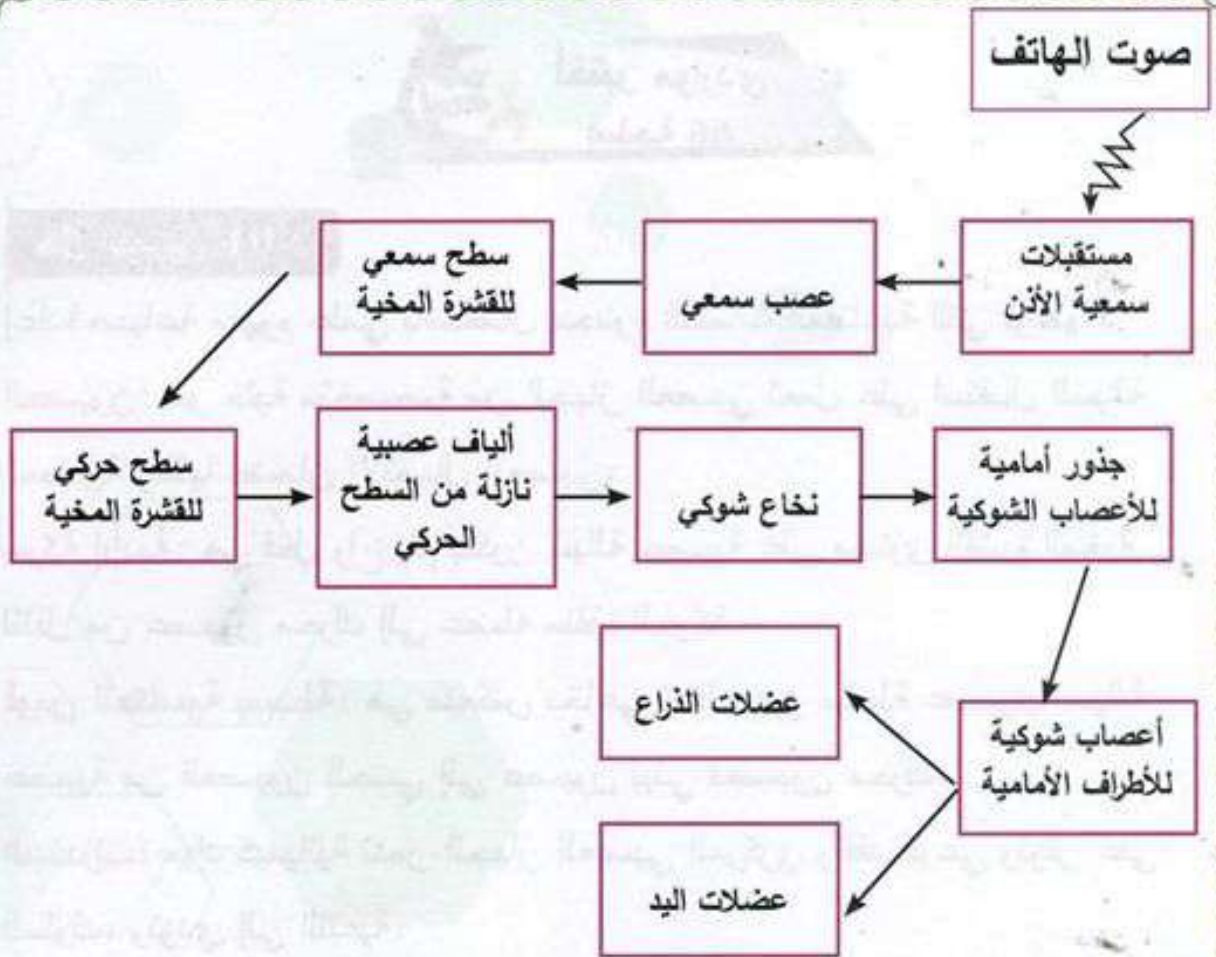 صوت الهاتف
مستقبلات
سمعية الأذن
عصب سمعي
سطح سمعي
للقشرة المخية
سطح حركي
للقشرة المخية
ألياف عصبية
نازلة من السطح
الحركي
نخاع شوكي
جذور أمامية
للأعصاب الشوكية
أعصاب شوكية
للأطراف الأمامية
عضلات الذراع
عضلات اليد